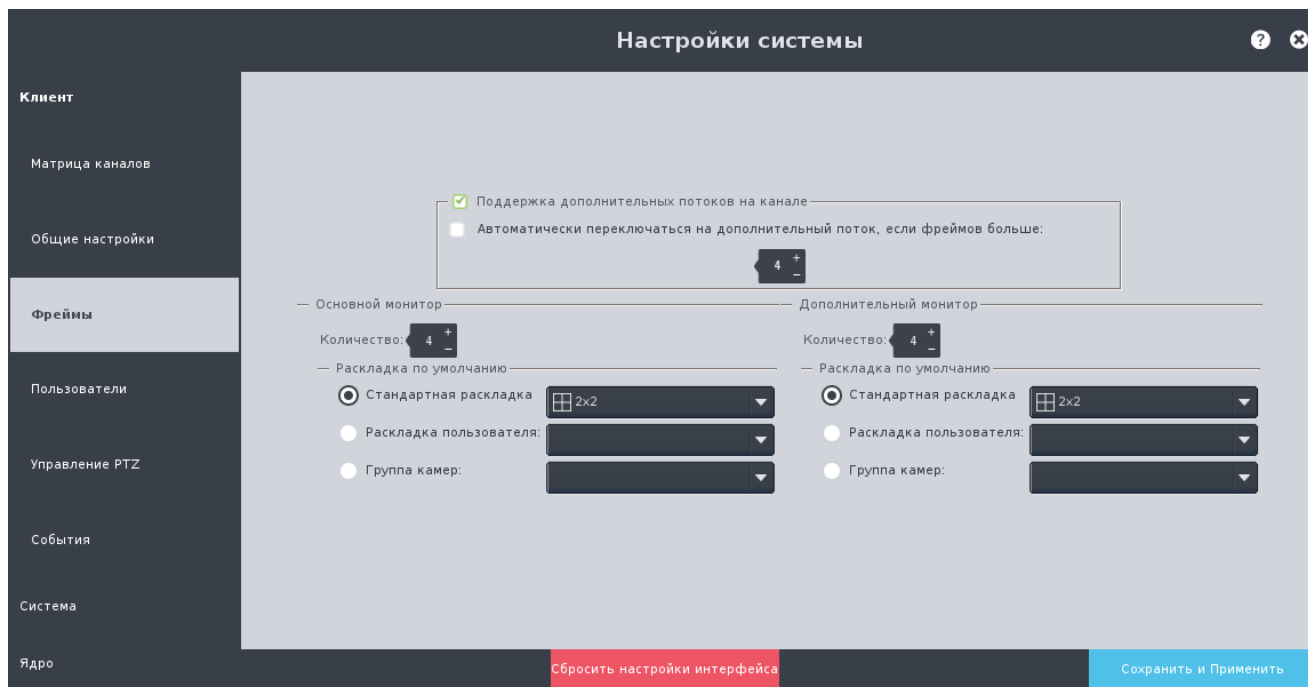 Настройки системы
Клиент
Матрица каналов
Общие настройки
Фреймы
Пользователи
Управление PTZ
События
Система
Ядро
Поддержка дополнительных потоков на канале
Автоматически переключаться на дополнительный поток, если фреймов больше:
4
Основной монитор
Количество: 4
Раскладка по умолчанию
Стандартная раскладка 2x2
Раскладка пользователя:
Группа камер:
Дополнительный монитор
Количество: 4
Раскладка по умолчанию
Стандартная раскладка 2x2
Раскладка пользователя:
Группа камер:
Сбросить настройки интерфейса
Сохранить и Применить